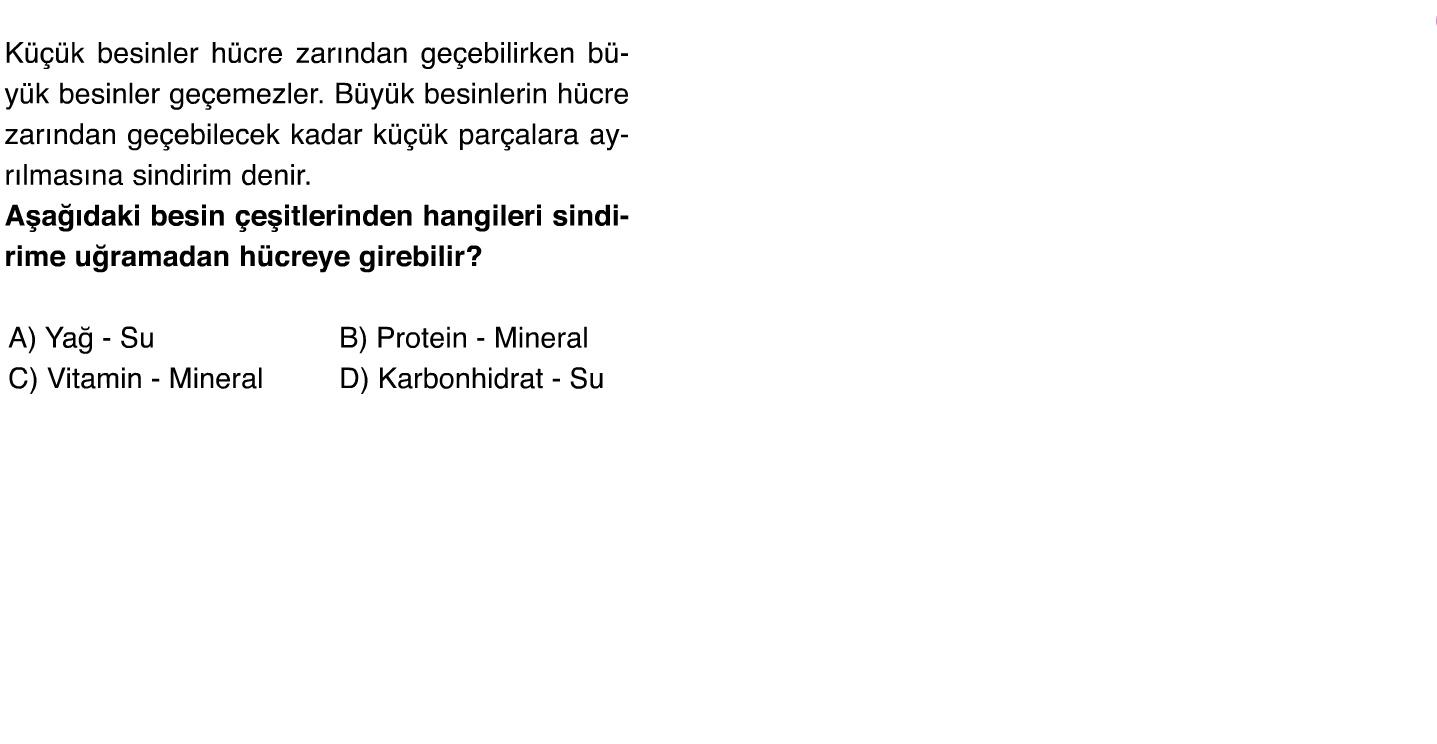 Küçük besinler hücre zarından geçebilirken bü-
yük besinler geçemezler. Büyük besinlerin hücre
zarından geçebilecek kadar küçük parçalara ay-
rılmasına sindirim denir.
Aşağıdaki besin çeşitlerinden hangileri sindi-
rime uğramadan hücreye girebilir?
A) Yağ - Su B) Protein - Mineral
C) Vitamin - Mineral D) Karbonhidrat - Su